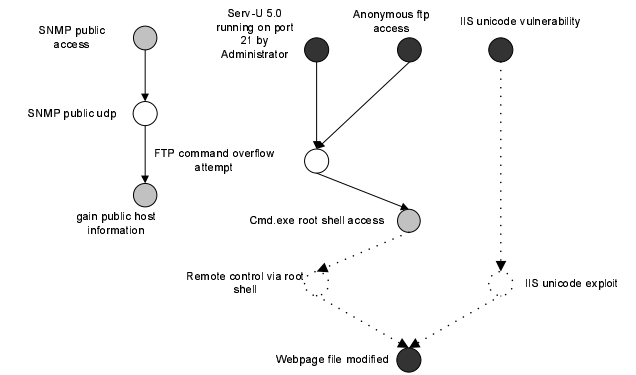 SNMP public
access
Serv-U 5.0
running on port
21 by
Administrator
Anonymous ftp
access
IIS unicode vulnerability
SNMP public udp
FTP command overflow
attempt
gain public host
information
Cmd.exe root shell access
Remote control via root
shell
IIS unicode exploit
Webpage file modified